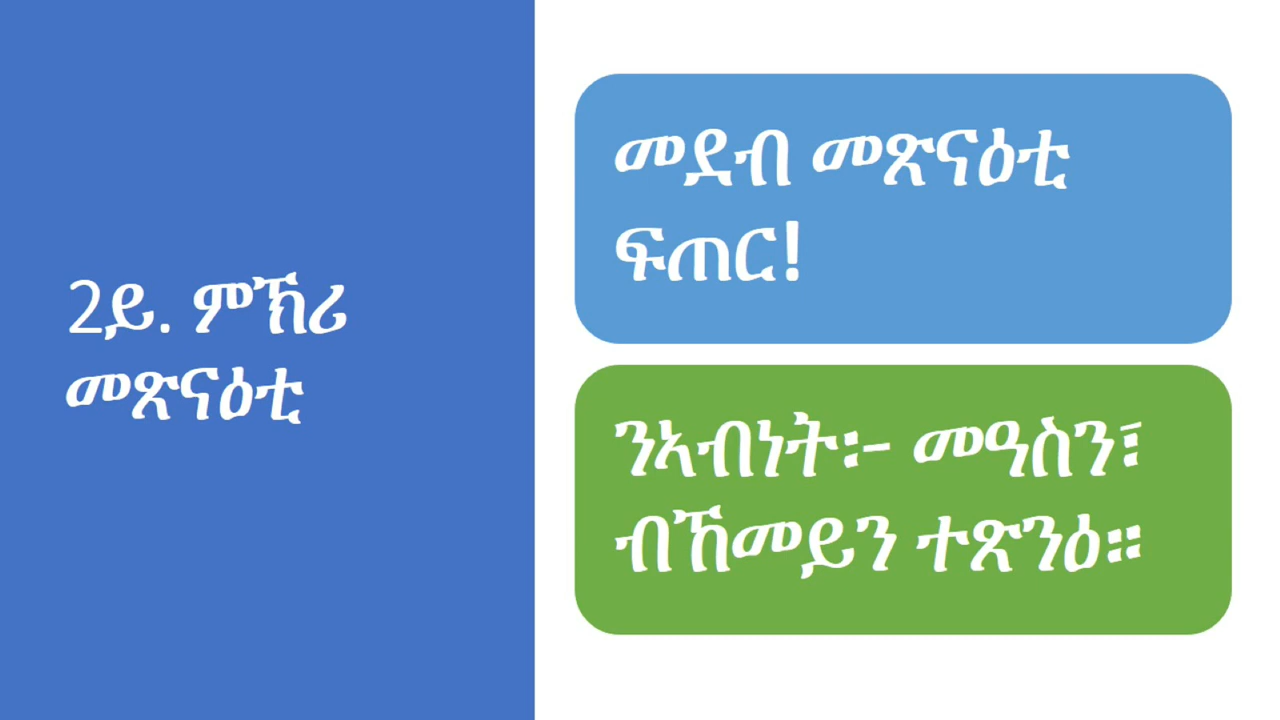 2ይ. ምኽሪ
መጽናዕቲ
መደብ መጽናዕቲ
ፍጠር!
ንኣብነት፡- መዓስን፣
ብኸመይን ተጽንዕ።